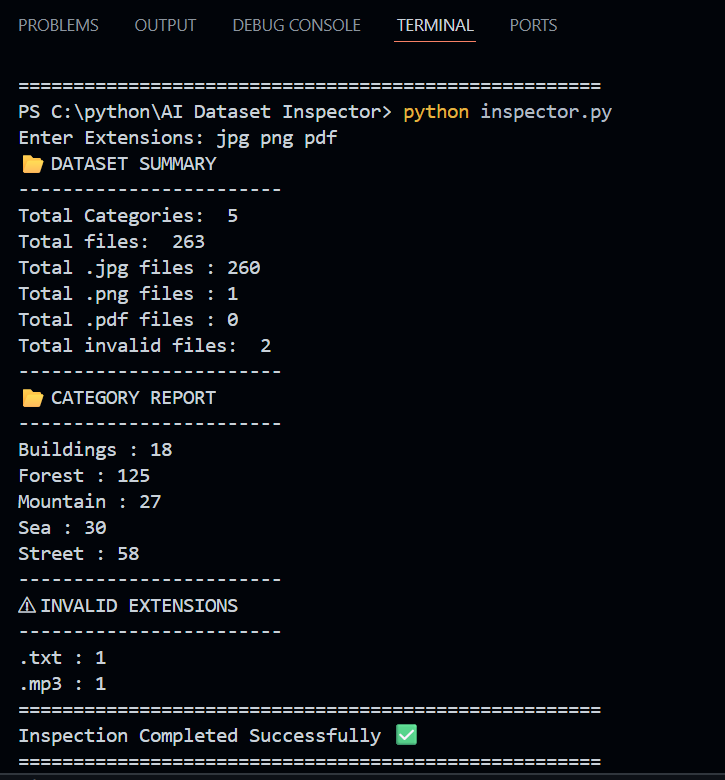 PROBLEMS OUTPUT DEBUG CONSOLE TERMINAL PORTS
=====================================================
PS C:\python\AI Dataset Inspector> python inspector.py
Enter Extensions: jpg png pdf
📂 DATASET SUMMARY
------------------------
Total Categories:  5
Total files:  263
Total .jpg files : 260
Total .png files : 1
Total .pdf files : 0
Total invalid files:  2
------------------------
📂 CATEGORY REPORT
------------------------
Buildings : 18
Forest : 125
Mountain : 27
Sea : 30
Street : 58
------------------------
⚠ INVALID EXTENSIONS
------------------------
.txt : 1
.mp3 : 1
=====================================================
Inspection Completed Successfully ✅
=====================================================